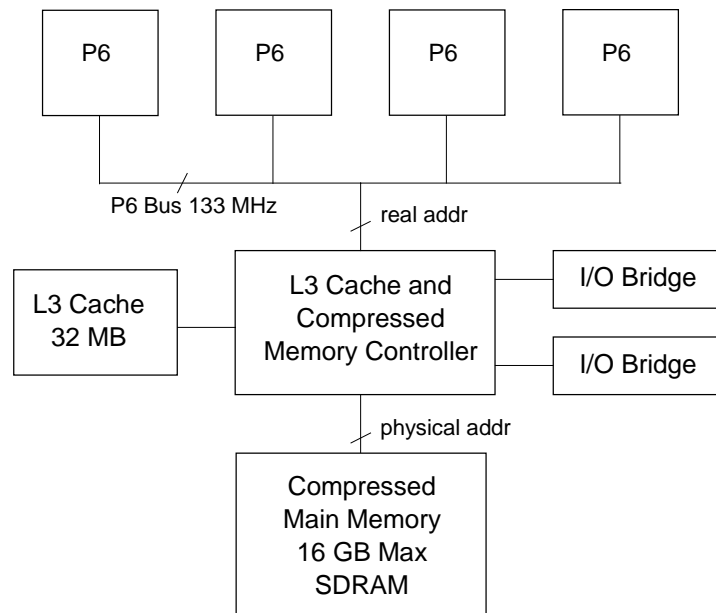 P6
P6
P6
P6
P6 Bus 133 MHz
real addr
L3 Cache
32 MB
L3 Cache and
Compressed
Memory Controller
I/O Bridge
I/O Bridge
physical addr
Compressed
Main Memory
16 GB Max
SDRAM